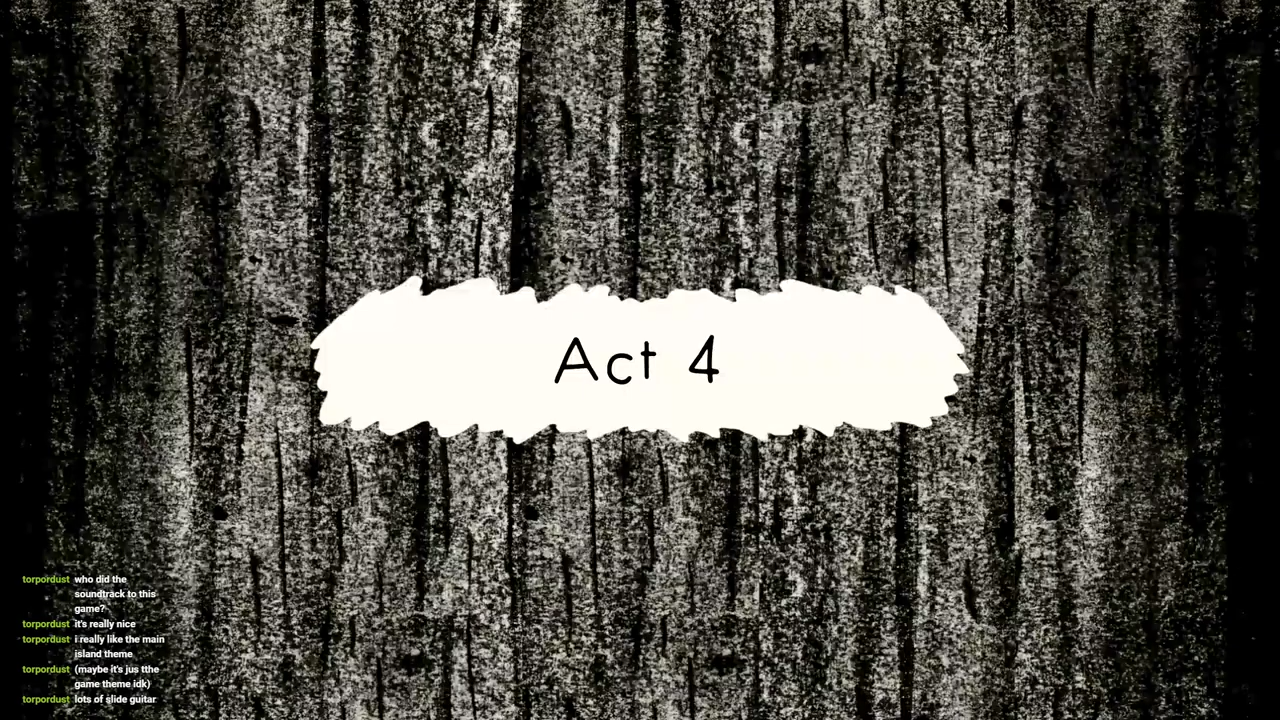 Act 4
torpordust who did the
soundtrack to this
game?
torpordust it's really nice
torpordust i really like the main
island theme
torpordust (maybe it's jus tthe
game theme idk)
torpordust lots of slide guitar